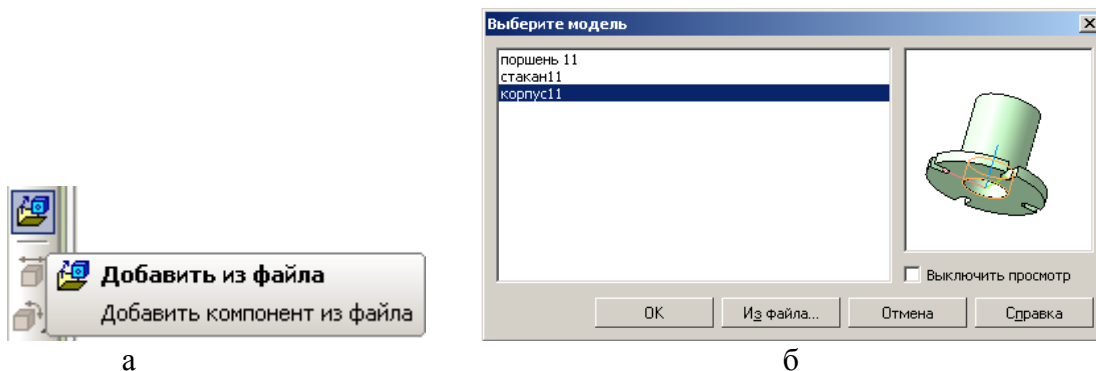 Выберите модель
поршень 11
стакан11
корпус11
Выключить просмотр
OK
Из файла...
Отмена
Справка
Добавить из файла
Добавить компонент из файла
а
б